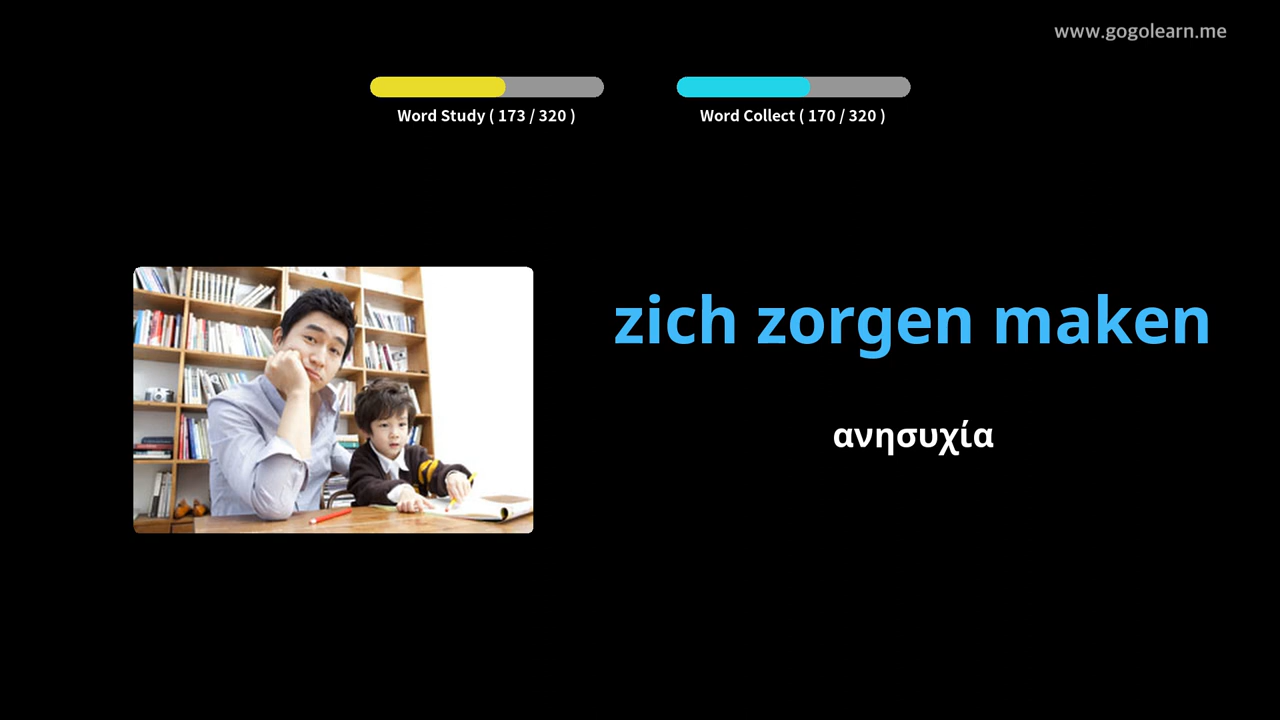 www.gogolearn.me
Word Study ( 173 / 320 )
Word Collect ( 170 / 320 )
zich zorgen maken
ανησυχία